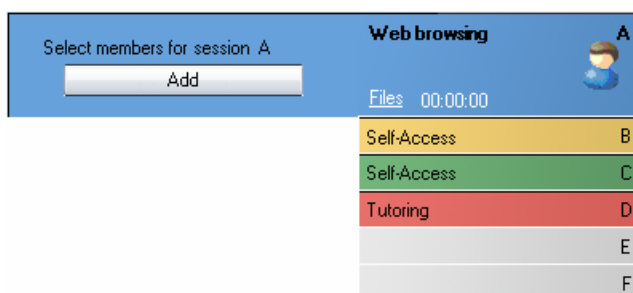 Select members for session A
Add
Web browsing A
Files 00:00:00
Self-Access B
Self-Access C
Tutoring D
E
F